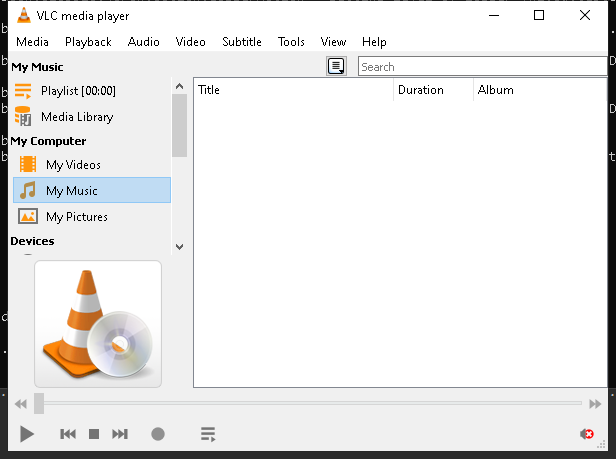 VLC media player
Media Playback Audio Video Subtitle Tools View Help
My Music
Search
Playlist [00:00]
Title Duration Album
Media Library
My Computer
My Videos
My Music
My Pictures
Devices